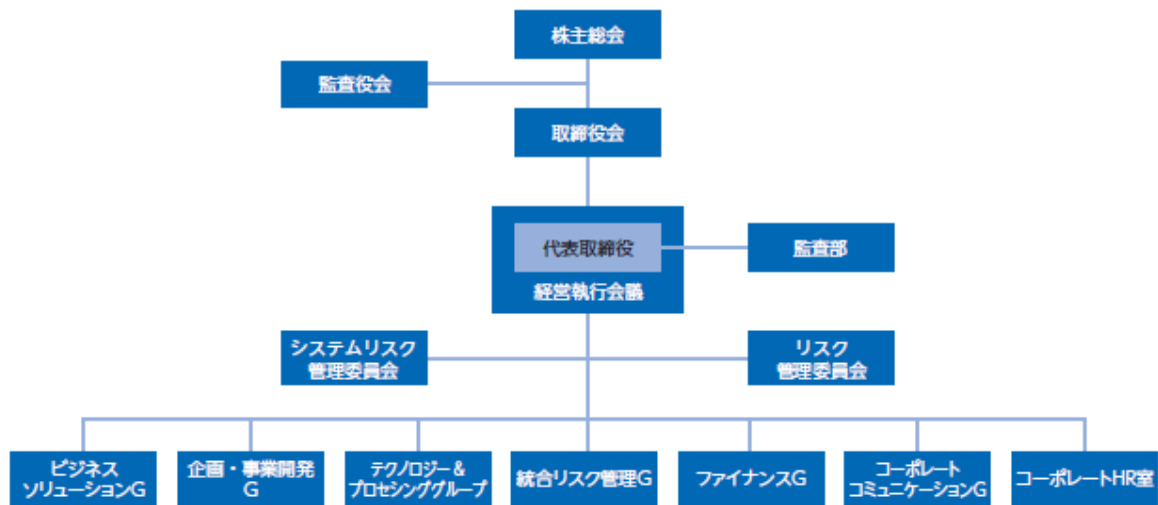 株主総会
監査役会
取締役会
代表取締役
監査部
経営執行会議
システムリスク
管理委員会
リスク
管理委員会
ビジネス
ソリューションG
企画・事業開発
G
テクノロジー&
プロセシンググループ
統合リスク管理G
ファイナンスG
コーポレート
コミュニケーションG
コーポレートHR室